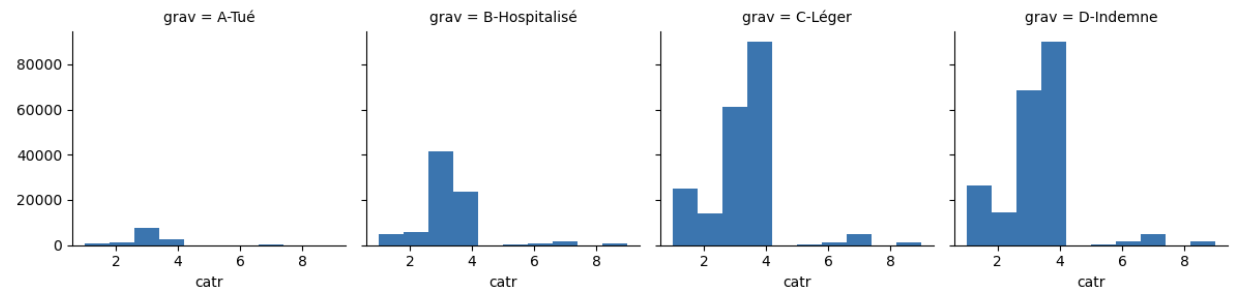 grav = A-Tué
grav = B-Hospitalisé
grav = C-Léger
grav = D-Indemne
80000
60000
40000
20000
0
2 4 6 8
2 4 6 8
2 4 6 8
2 4 6 8
catr
catr
catr
catr